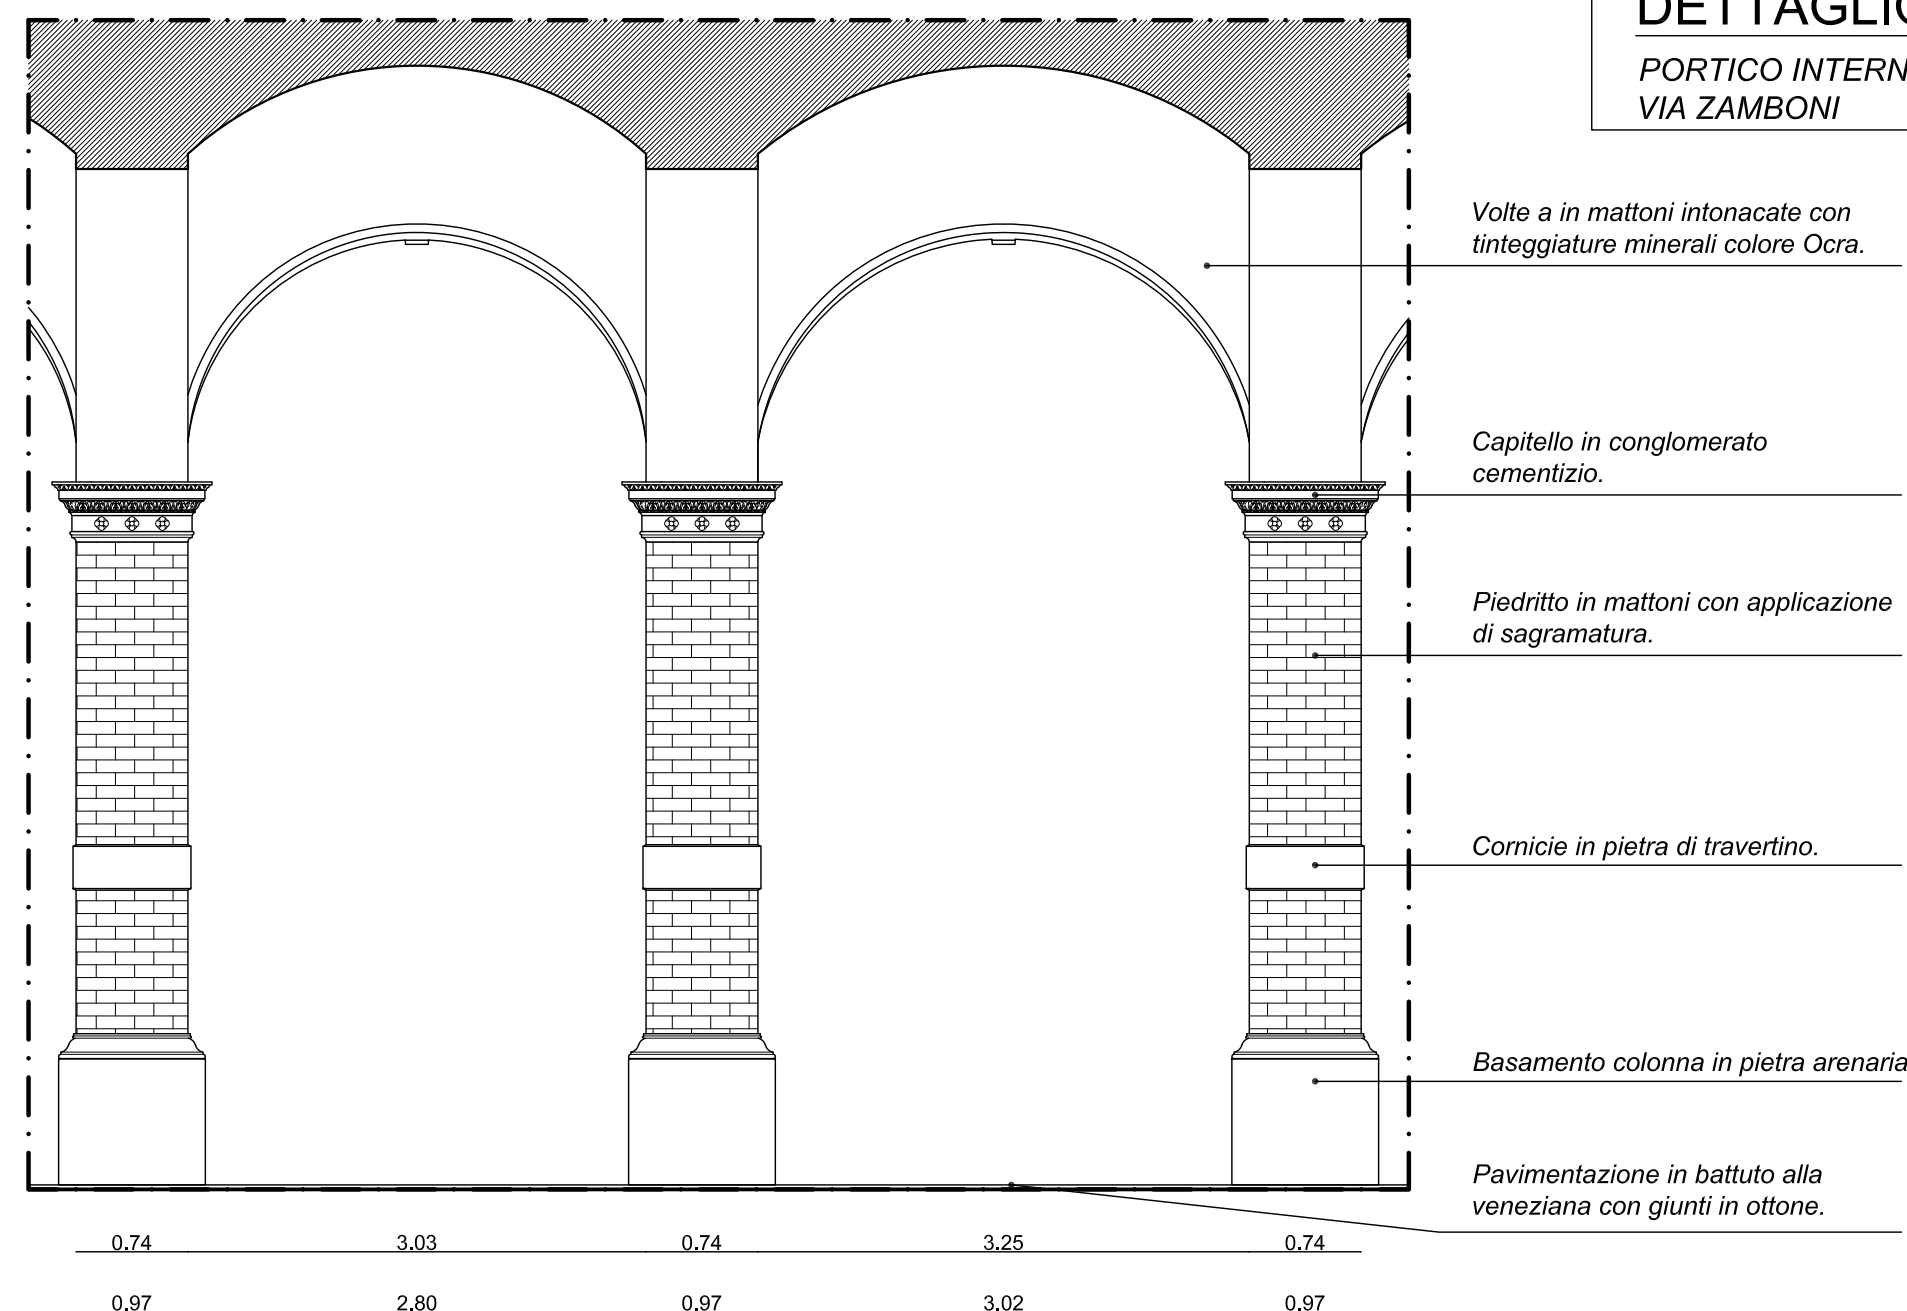 DETTAGLIO
PORTICO INTERN
VIA ZAMBONI
Volte a in mattoni intonacate con
tinteggiature minerali colore Ocra.
Capitello in conglomerato
cementizio.
Piedritto in mattoni con applicazione
di sagramatura.
Cornicie in pietra di travertino.
Basamento colonna in pietra arenaria
Pavimentazione in battuto alla
veneziana con giunti in ottone.
0.74 3.03 0.74 3.25 0.74
0.97 2.80 0.97 3.02 0.97